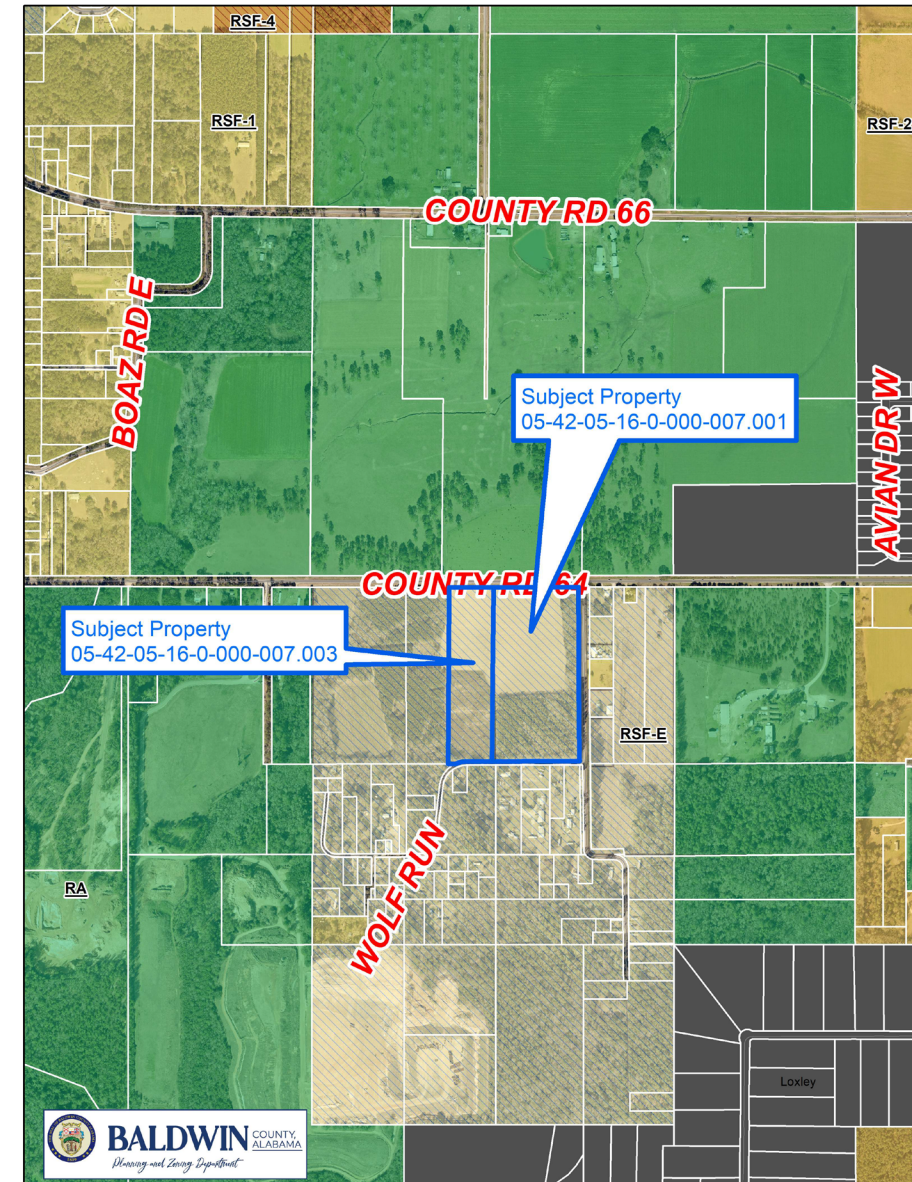 RSF-4
RSF-1
RSF-2
COUNTY RD 66
BOAZ RD E
Subject Property
05-42-05-16-0-000-007.001
AVIAN DR W
COUNTY RD 64
Subject Property
05-42-05-16-0-000-007.003
RSF-E
WOLF RUN
RA
Loxley
BALDWIN COUNTY, ALABAMA
Planning and Zoning Department